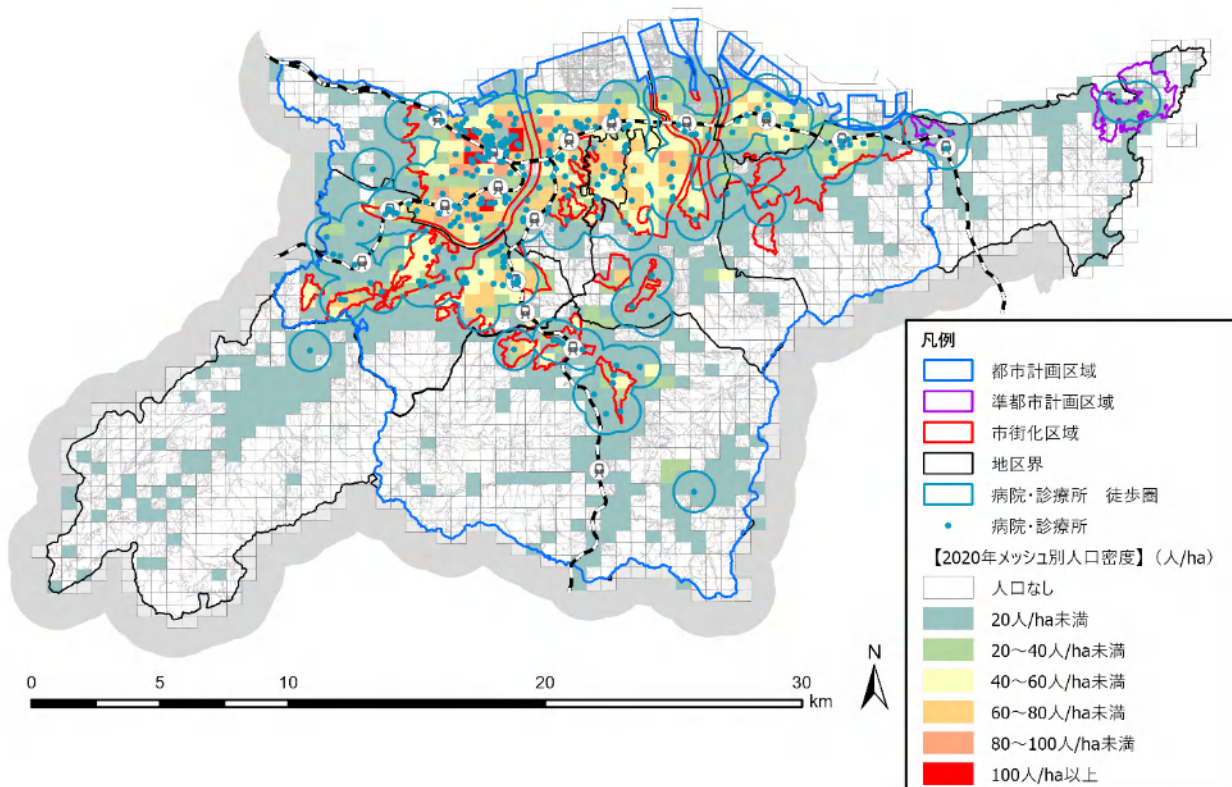 凡例
都市計画区域
準都市計画区域
市街化区域
地区界
病院・診療所 徒歩圏
病院・診療所
【2020年メッシュ別人口密度】(人/ha)
人口なし
20人/ha未満
20~40人/ha未満
40~60人/ha未満
60~80人/ha未満
80~100人/ha未満
100人/ha以上
N
0 5 10 20 30
km